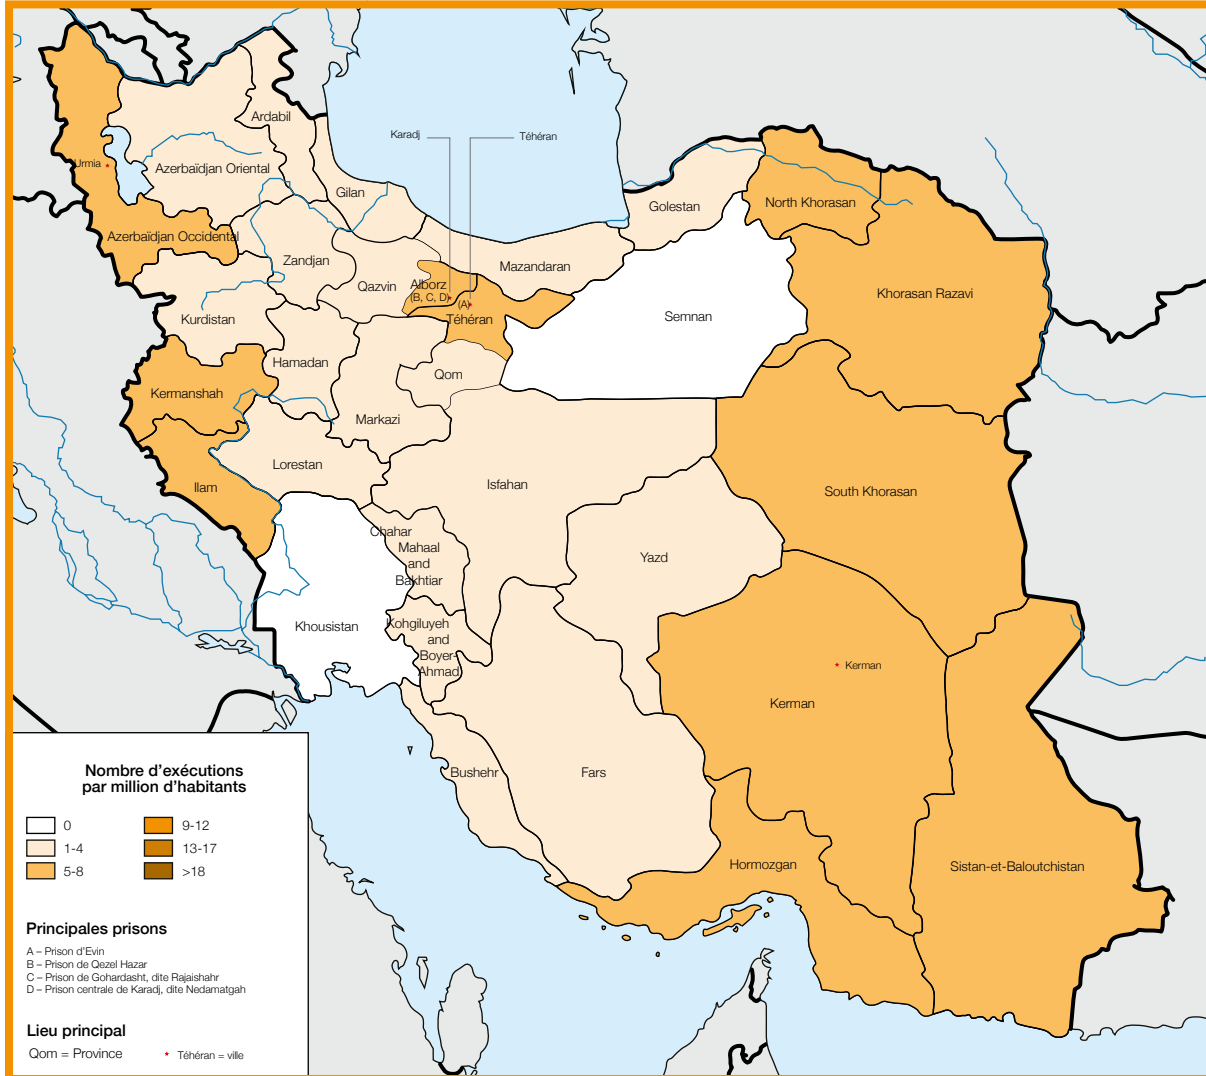 Ardabil
Karadj
Téhéran
Urmia
Azerbaïdjan Oriental
Gilan
Golestan
North Khorasan
Azerbaïdjan Occidental
Zandjan
Mazandaran
Qazvin
Alborz
(B, C, D)
(A)
Khorasan Razavi
Kurdistan
Téhéran
Semnan
Hamadan
Qom
Kermanshah
Markazi
Lorestan
Ilam
Isfahan
South Khorasan
Chahar
Mahaal
and
Bakhtiar
Yazd
Khousistan
Kohgiluyeh
and
Boyer-
Ahmad
Kerman
Kerman
Bushehr
Fars
Hormozgan
Sistan-et-Baloutchistan
Nombre d’exécutions
par million d’habitants
0
9-12
1-4
13-17
5-8
>18
Principales prisons
A – Prison d’Evin
B – Prison de Qezel Hazar
C – Prison de Gohardasht, dite Rajaishahr
D – Prison centrale de Karadj, dite Nedamatgah
Lieu principal
Qom = Province
* Téhéran = ville